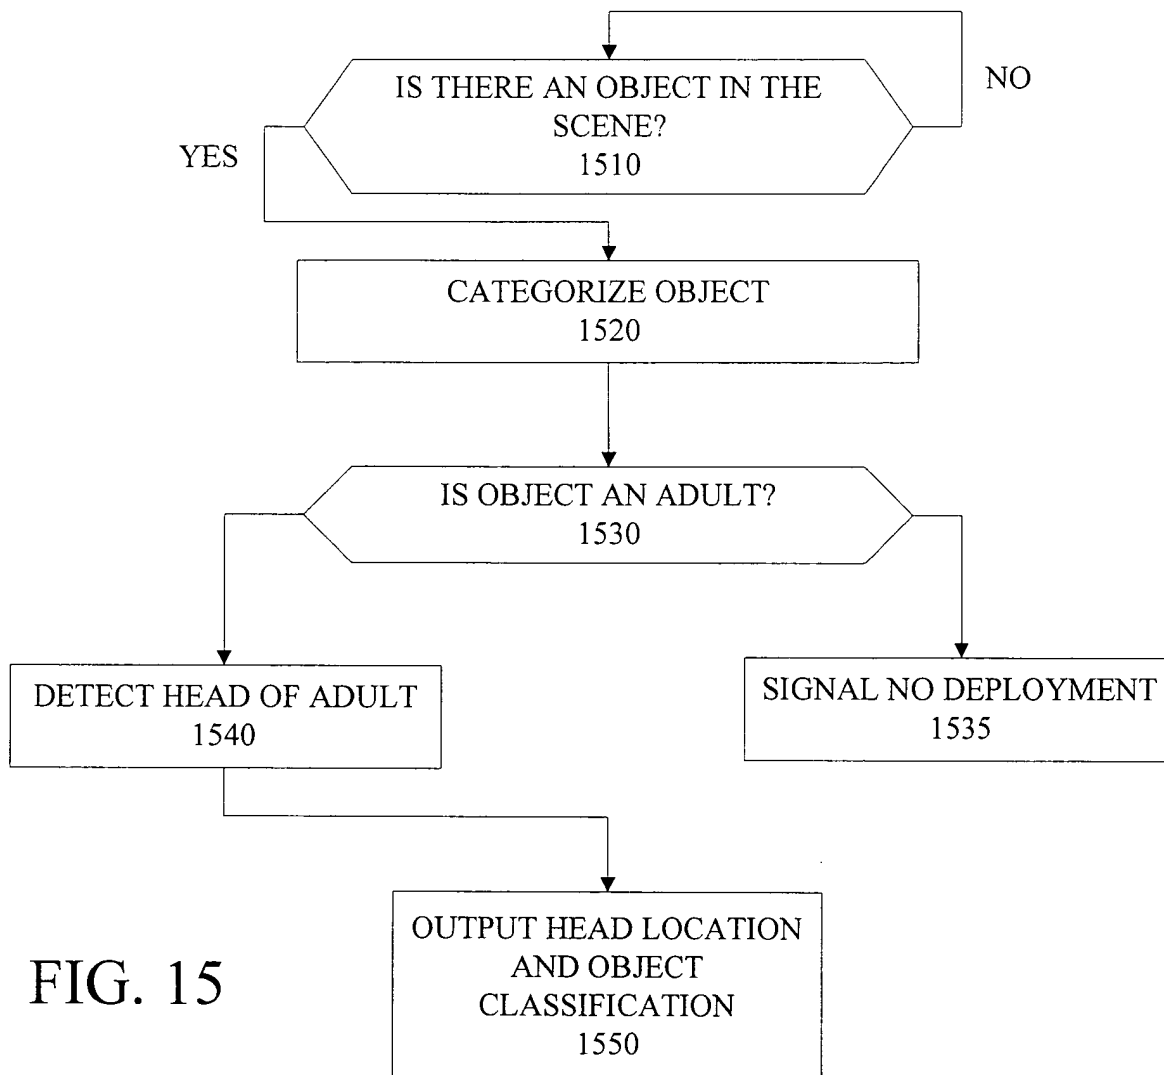 IS THERE AN OBJECT IN THE
SCENE?
1510
NO
YES
CATEGORIZE OBJECT
1520
IS OBJECT AN ADULT?
1530
DETECT HEAD OF ADULT
1540
SIGNAL NO DEPLOYMENT
1535
OUTPUT HEAD LOCATION
AND OBJECT
CLASSIFICATION
1550
FIG. 15